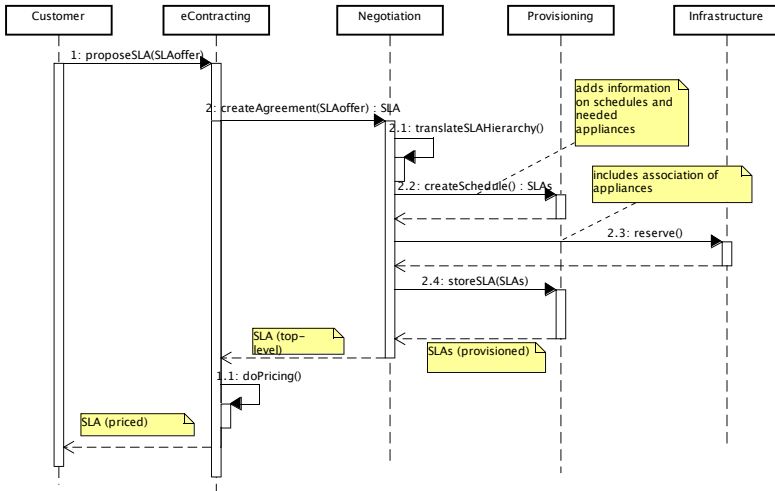 Customer
eContracting
Negotiation
Provisioning
Infrastructure
1: proposeSLA(SLAoffer)
adds information
on schedules and
needed
appliances
2: createAgreement(SLAoffer) : SLA
2.1: translateSLAHierarchy()
includes association of
appliances
2.2: createSchedule() : SLAs
2.3: reserve()
2.4: storeSLA(SLAs)
SLA (top-
level)
SLAs (provisioned)
1.1: doPricing()
SLA (priced)